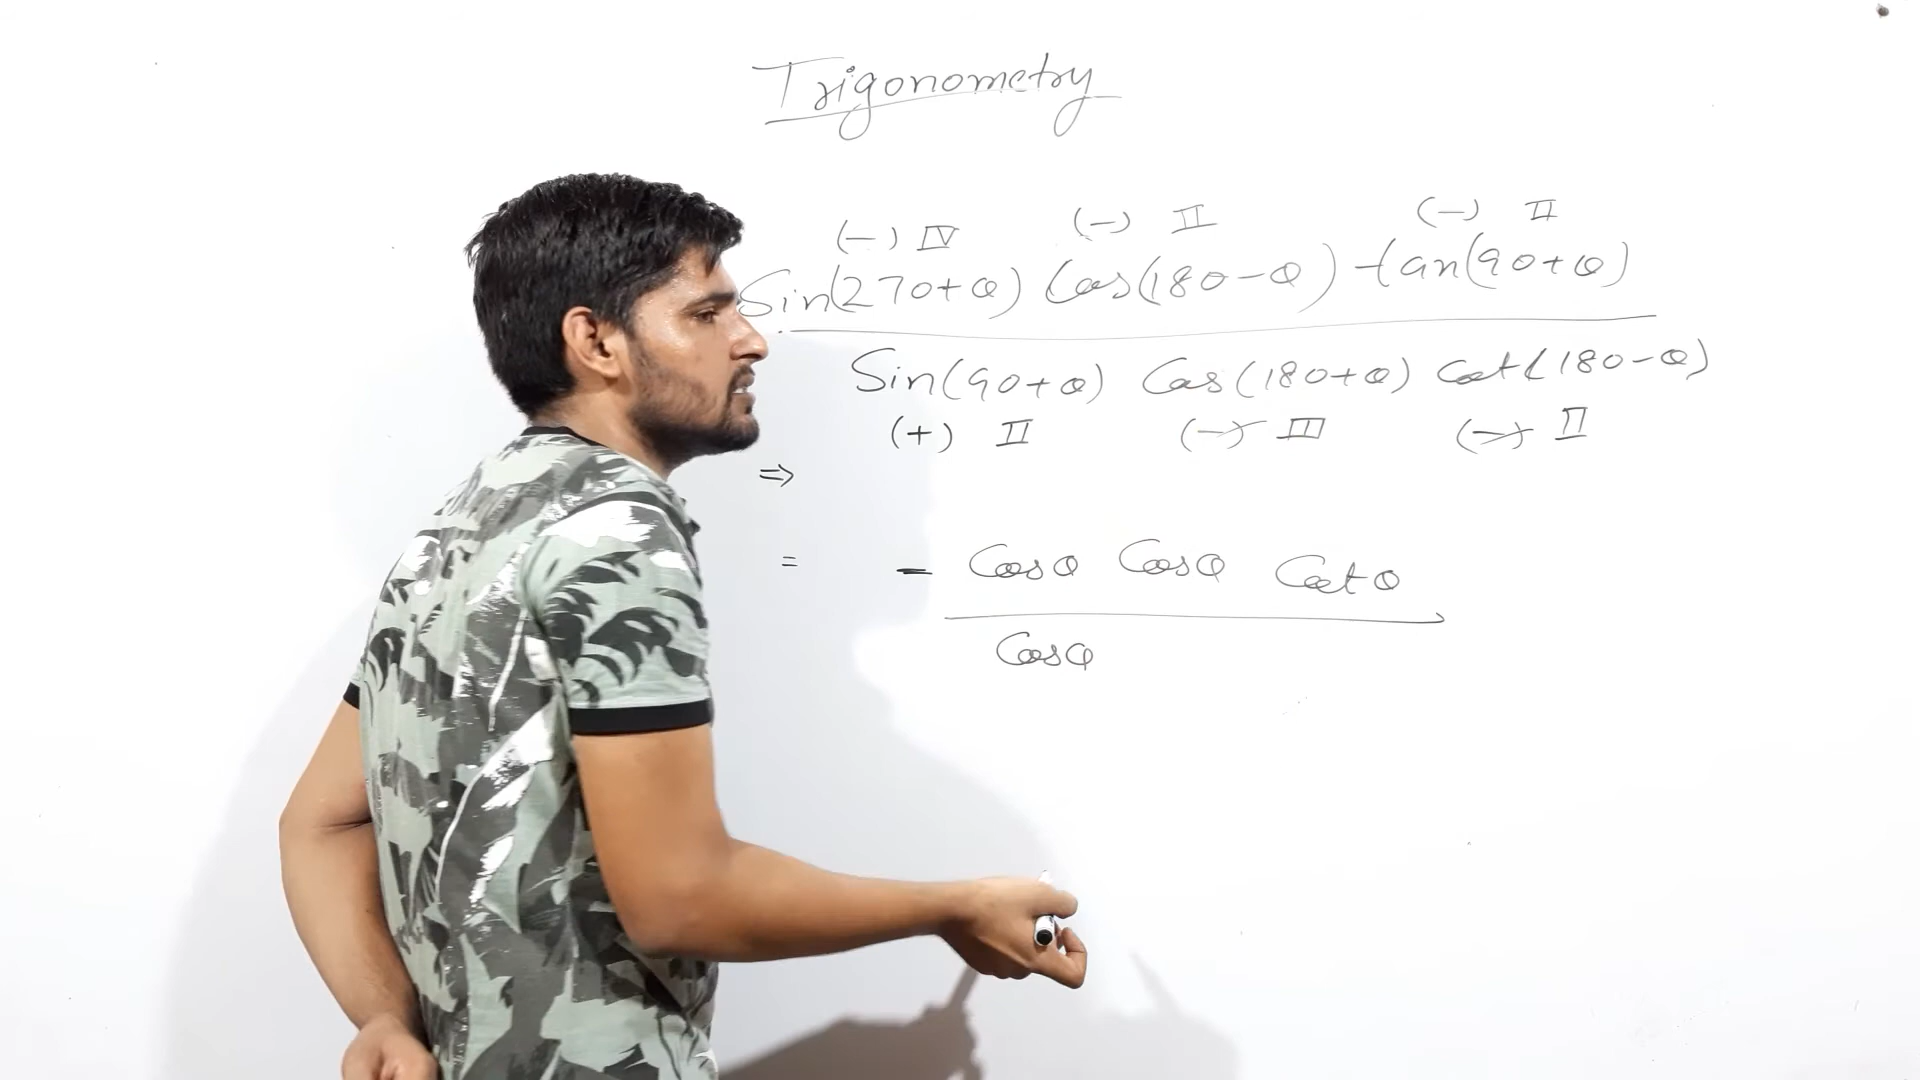 Trigonometry
(-) IV (-) II (-) II
Sin(270+θ) Cos(180-θ) tan(90+θ)
Sin(90+θ) Cos(180+θ) Cot(180-θ)
(+) II (-) III (-) II
⇒
= - Cosθ Cosθ Cotθ
Cosθ